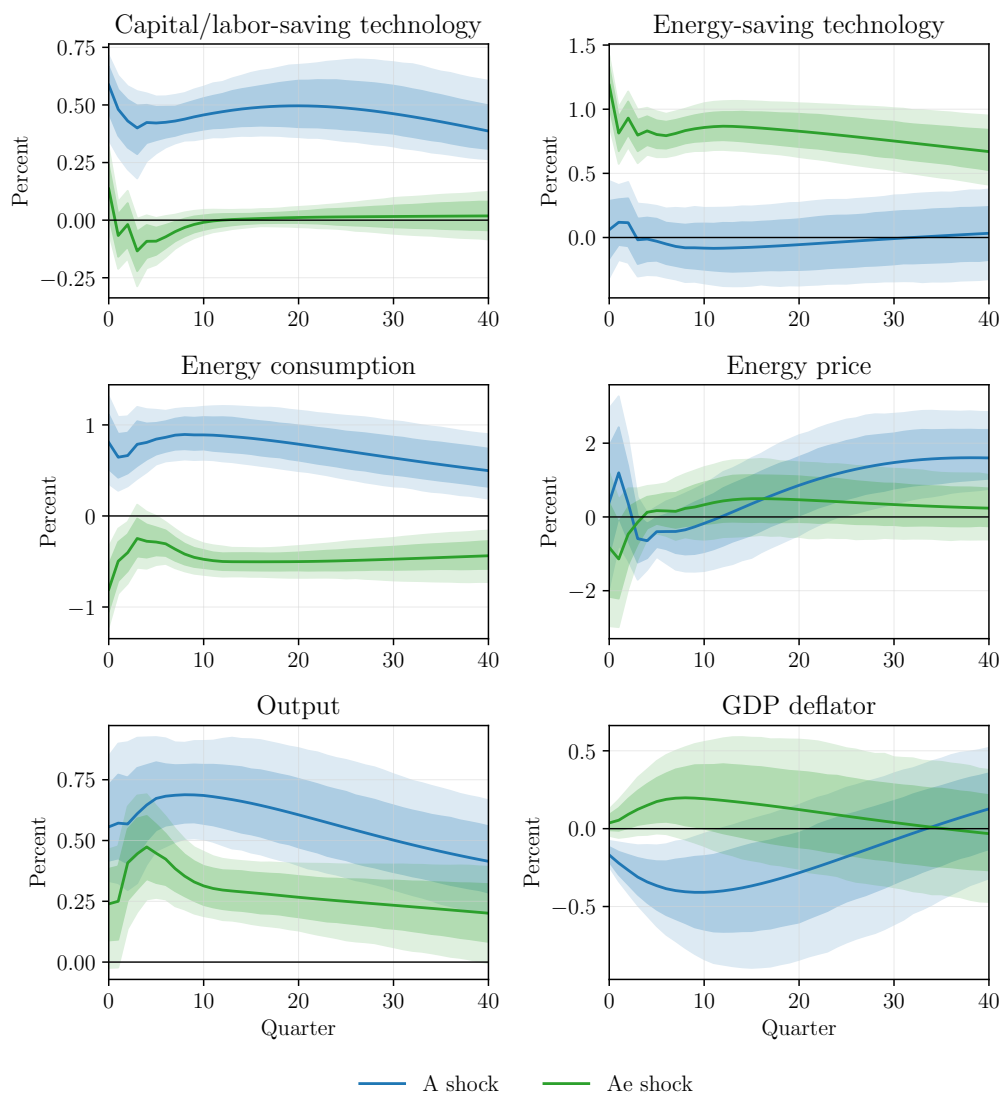 Capital/labor-saving technology
Percent
0.75
0.50
0.25
0.00
−0.25
0 10 20 30 40
Energy-saving technology
Percent
1.5
1.0
0.5
0.0
0 10 20 30 40
Energy consumption
Percent
1
0
−1
0 10 20 30 40
Energy price
Percent
2
0
−2
0 10 20 30 40
Output
Percent
0.75
0.50
0.25
0.00
0 10 20 30 40
Quarter
GDP deflator
Percent
0.5
0.0
−0.5
0 10 20 30 40
Quarter
A shock
Ae shock